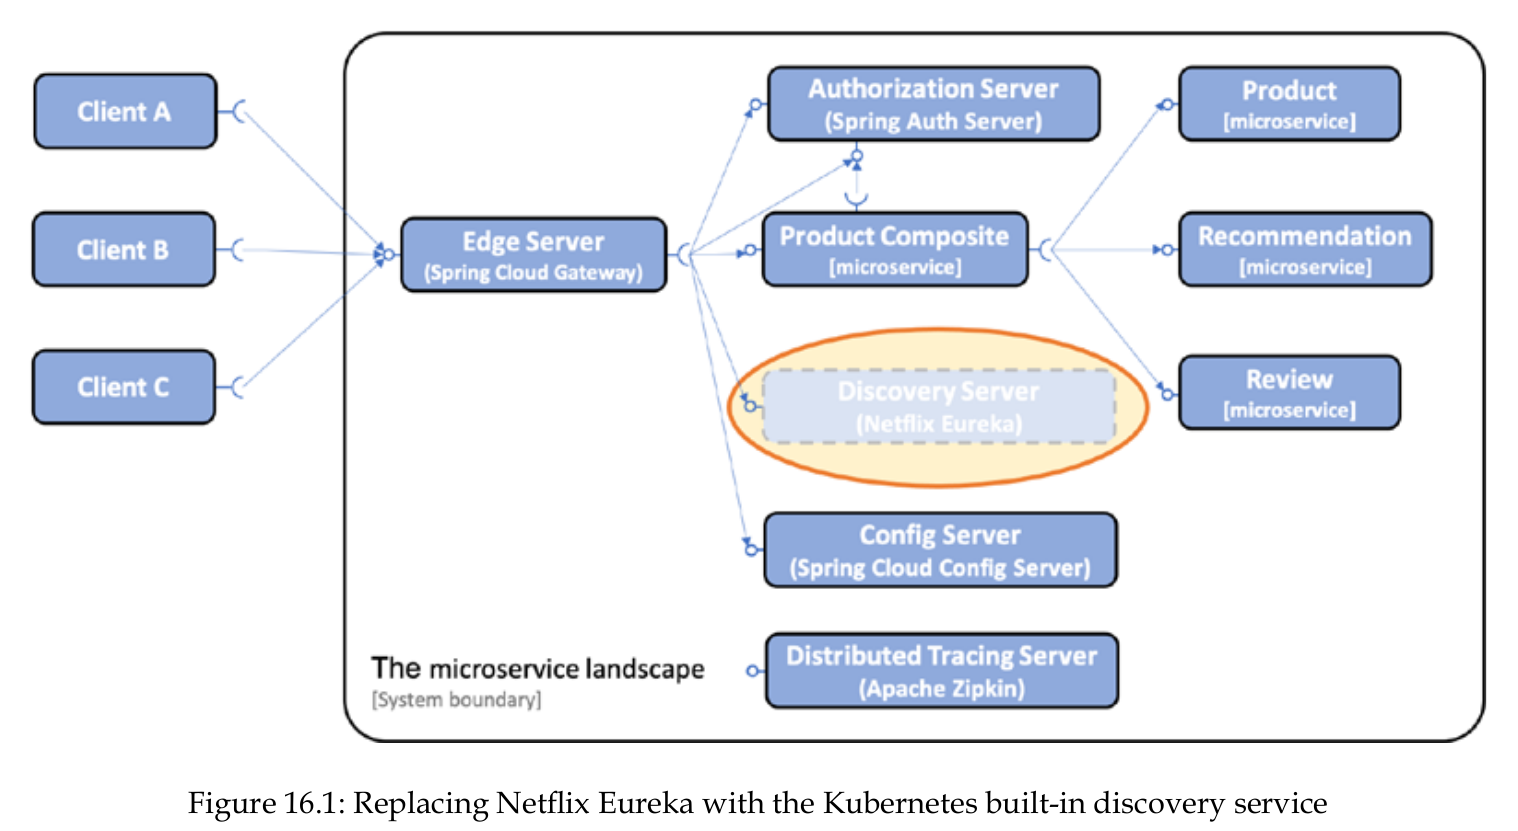 Client A
Client B
Client C
Edge Server
(Spring Cloud Gateway)
Authorization Server
(Spring Auth Server)
Product Composite
[microservice]
Discovery Server
(Netflix Eureka)
Config Server
(Spring Cloud Config Server)
Distributed Tracing Server
(Apache Zipkin)
Product
[microservice]
Recommendation
[microservice]
Review
[microservice]
The microservice landscape
[System boundary]
Figure 16.1: Replacing Netflix Eureka with the Kubernetes built-in discovery service